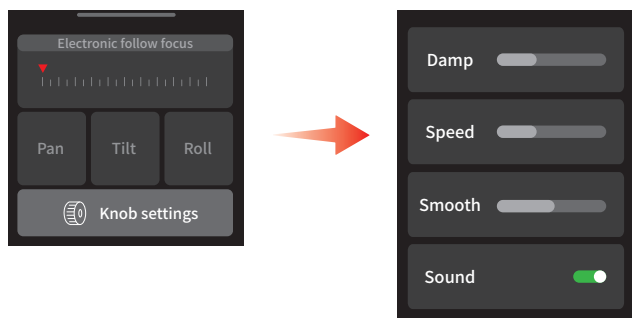 Electronic follow focus
Pan
Tilt
Roll
Knob settings
Damp
Speed
Smooth
Sound